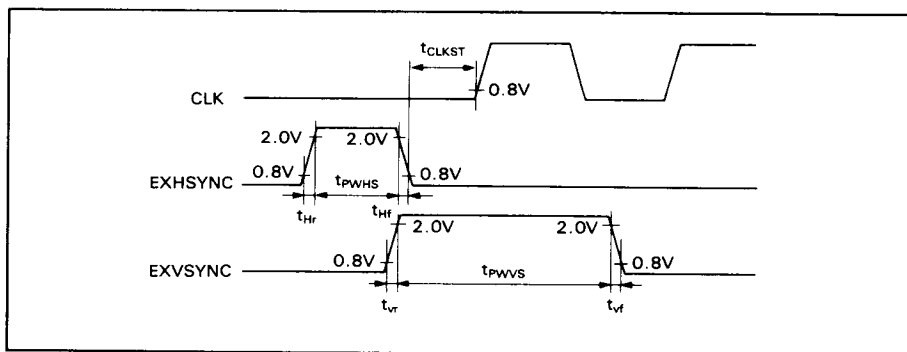 tCLKST
0.8V
CLK
2.0V 2.0V
0.8V tPWHS 0.8V
EXHSYNC
tHr tHf
2.0V 2.0V
0.8V tPWVS 0.8V
EXVSYNC
tvr tvf